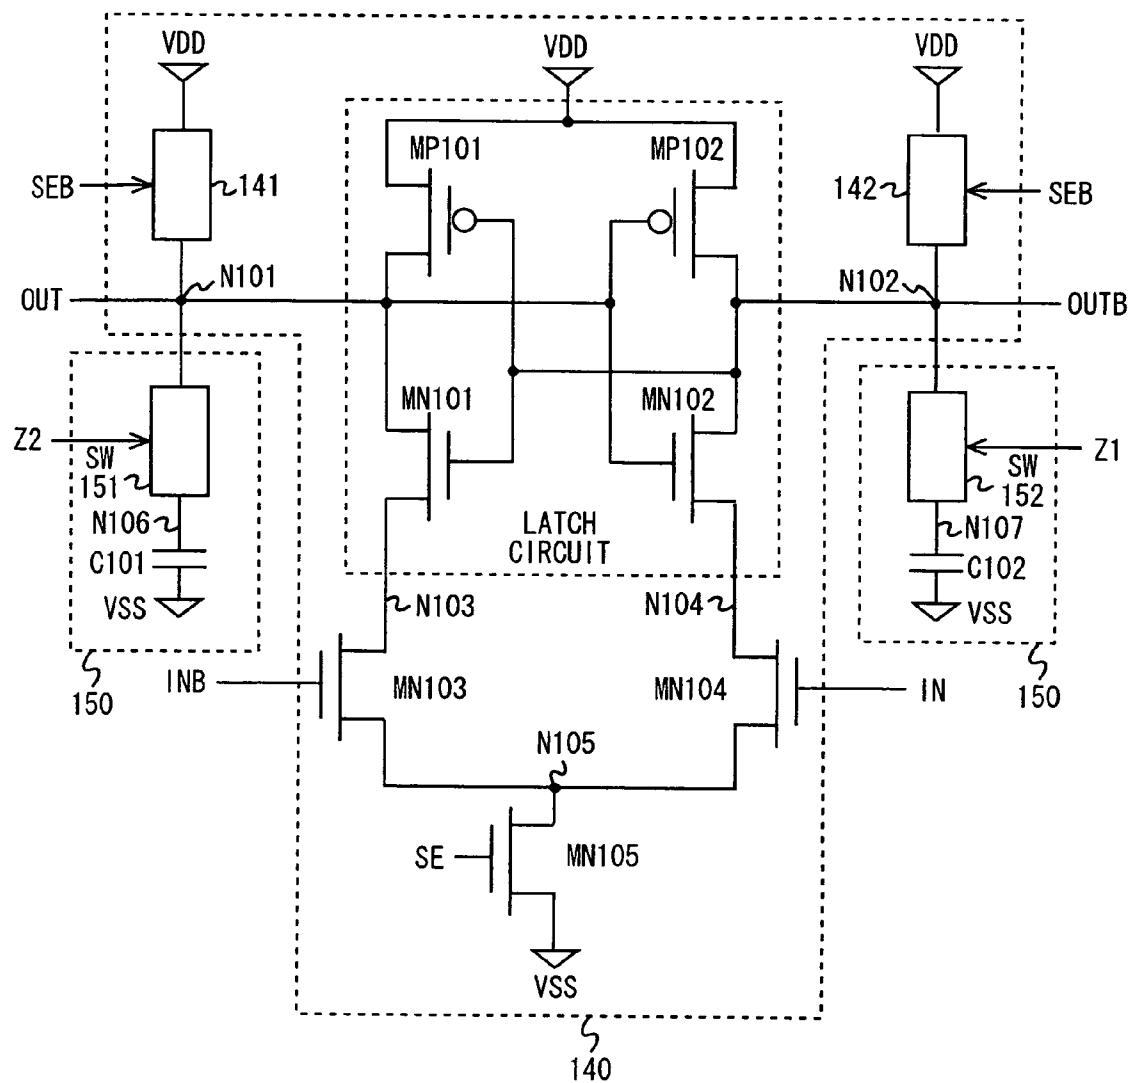 VDD
VDD
VDD
MP101
MP102
SEB
141
142
SEB
N101
N102
OUT
OUTB
MN101
MN102
Z2
SW
151
Z1
SW
152
N106
N107
LATCH
CIRCUIT
C101
C102
VSS
VSS
N103
N104
INB
MN103
MN104
IN
150
150
N105
SE
MN105
VSS
140